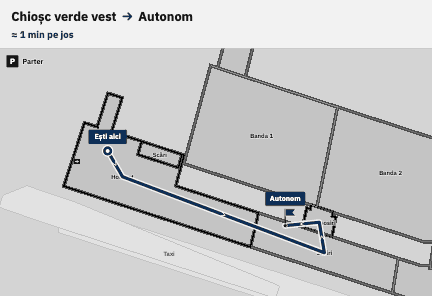 Chioșc verde vest → Autonom
≈ 1 min pe jos
P Parter
Banda 1
Ești aici
Scări
Banda 2
Autonom
Taxi